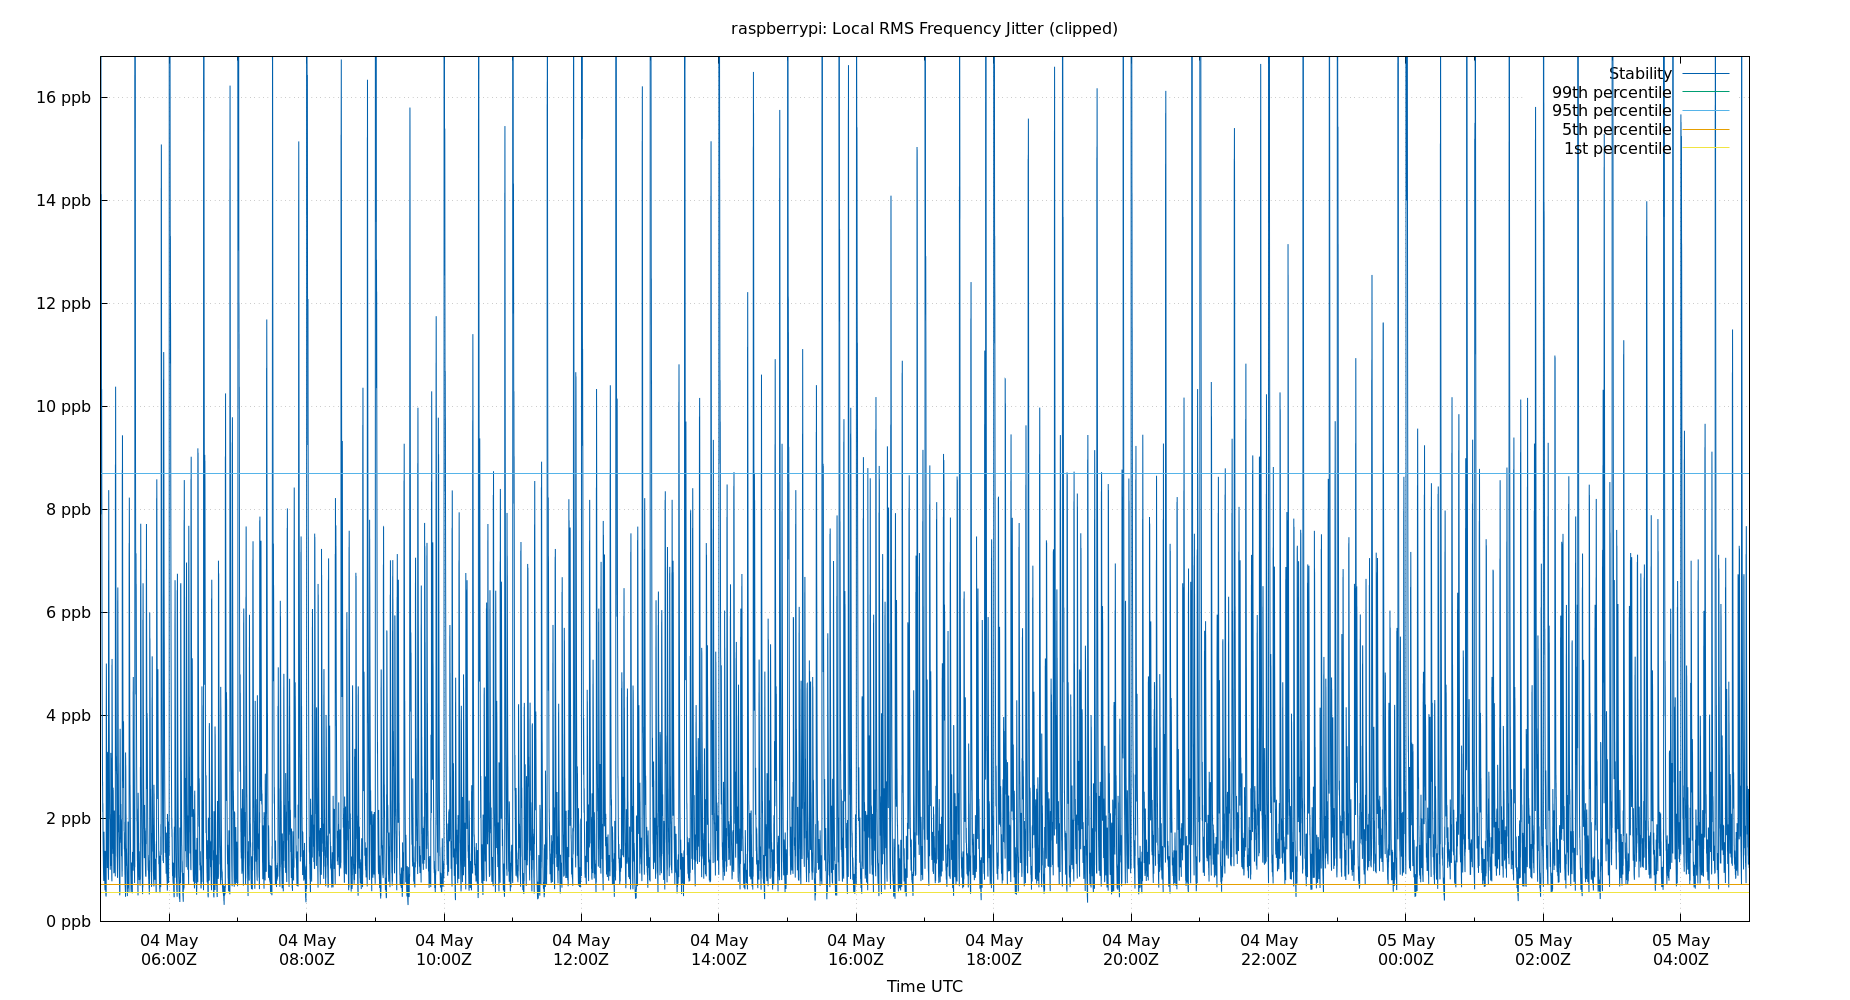 raspberrypi: Local RMS Frequency Jitter (clipped)
Stability
99th percentile
95th percentile
5th percentile
1st percentile
16 ppb
14 ppb
12 ppb
10 ppb
8 ppb
6 ppb
4 ppb
2 ppb
0 ppb
04 May 04 May 04 May 04 May 04 May 04 May 04 May 04 May 04 May 05 May 05 May 05 May
06:00Z 08:00Z 10:00Z 12:00Z 14:00Z 16:00Z 18:00Z 20:00Z 22:00Z 00:00Z 02:00Z 04:00Z
Time UTC